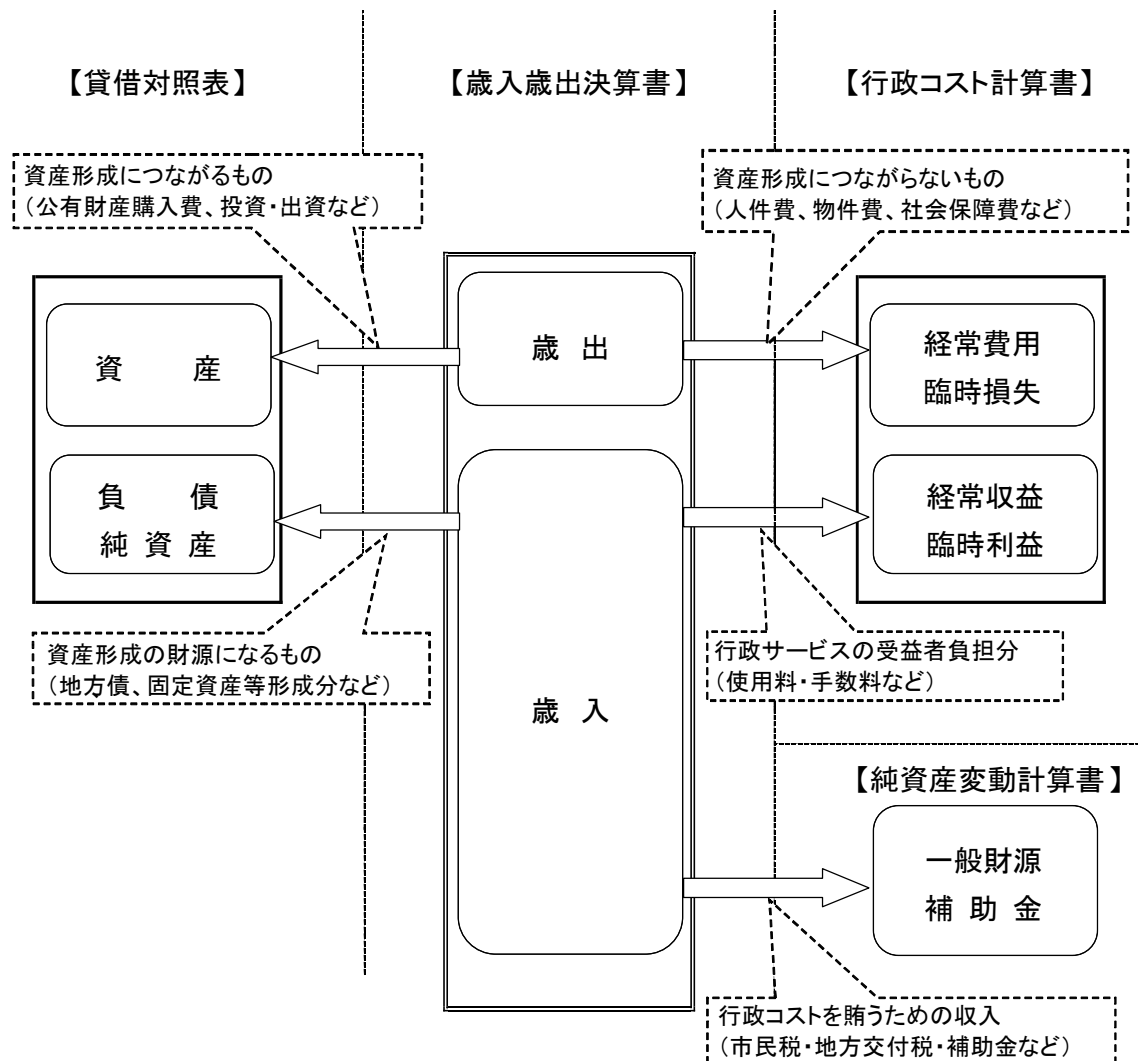 【貸借対照表】
【歳入歳出決算書】
【行政コスト計算書】
資産形成につながるもの
（公有財産購入費、投資・出資など）
資産形成につながらないもの
（人件費、物件費、社会保障費など）
資　産
歳 出
経常費用
臨時損失
負　債
純 資 産
経常収益
臨時利益
資産形成の財源になるもの
（地方債、固定資産等形成分など）
行政サービスの受益者負担分
（使用料・手数料など）
歳 入
【純資産変動計算書】
一般財源
補 助 金
行政コストを賄うための収入
（市民税・地方交付税・補助金など）